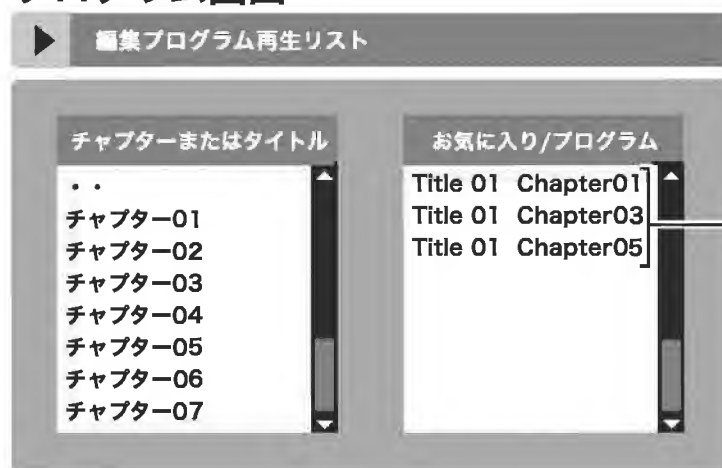 編集プログラム再生リスト
チャプターまたはタイトル
・・
チャプター01
チャプター02
チャプター03
チャプター04
チャプター05
チャプター06
チャプター07
お気に入り/プログラム
Title 01 Chapter01
Title 01 Chapter03
Title 01 Chapter05